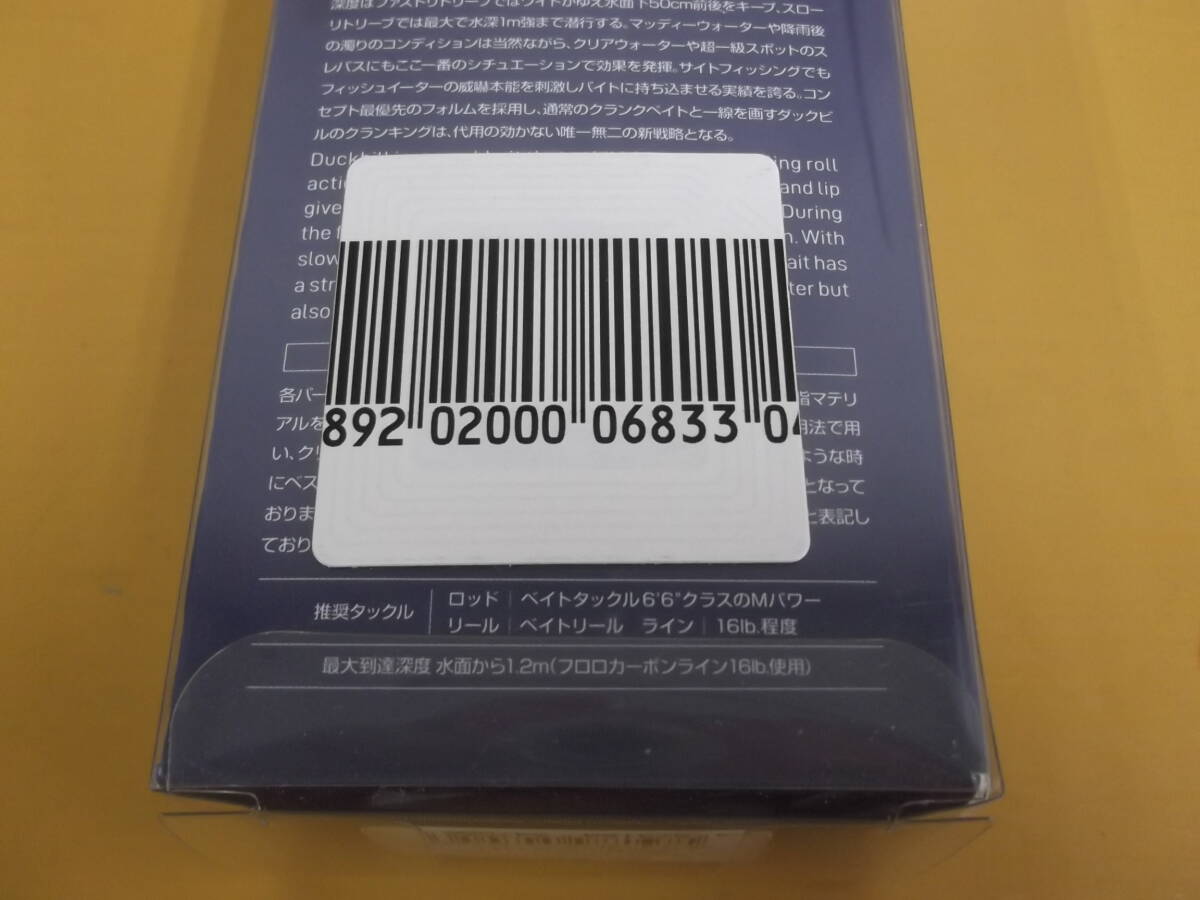 深度はファストリトリーブではワイドがゆえ水面下50cm前後をキープ、スロー
リトリーブでは最大で水深1m強まで潜行する。マッディーウォーターや降雨後
の濁りのコンディションは当然ながら、クリアウォーターや超一級スポットのス
レバスにもここ一番のシチュエーションで効果を発揮。サイトフィッシングでも
フィッシュイーターの威嚇本能を刺激しバイトに持ち込ませる実績を誇る。コン
セプト最優先のフォルムを採用し、通常のクランクベイトと一線を画すダックビ
ルのクランキングは、代用の効かない唯一無二の新戦略となる。
Duck ing roll
acti and lip
give During
the f n. With
slow ait has
a str ter but
also
各パー 脂マテリ
アルを 用法で用
い、クリ ような時
にベス となって
おりま と表記し
ており
892 02000 06833 04
推奨タックル ロッド ベイトタックル6'6"クラスのMパワー
リール ベイトリール ライン 16lb.程度
最大到達深度 水面から1.2m(フロロカーボンライン16lb.使用)